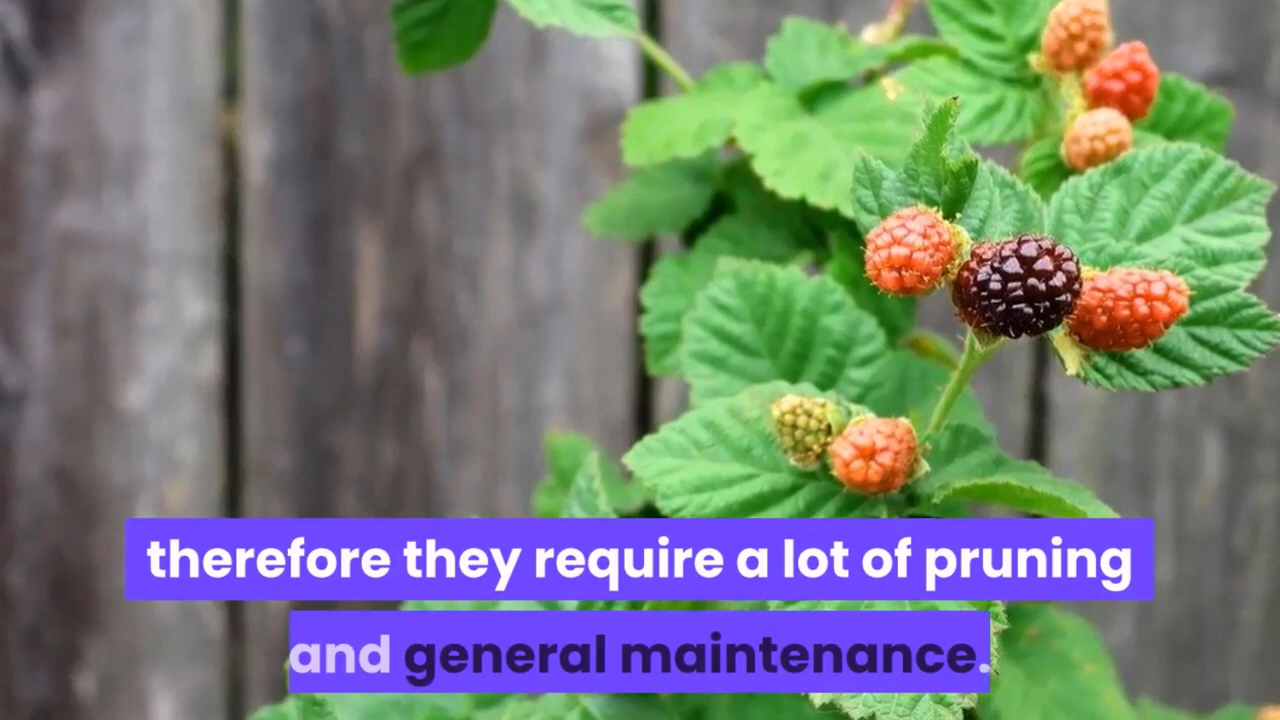 therefore they require a lot of pruning
and general maintenance.